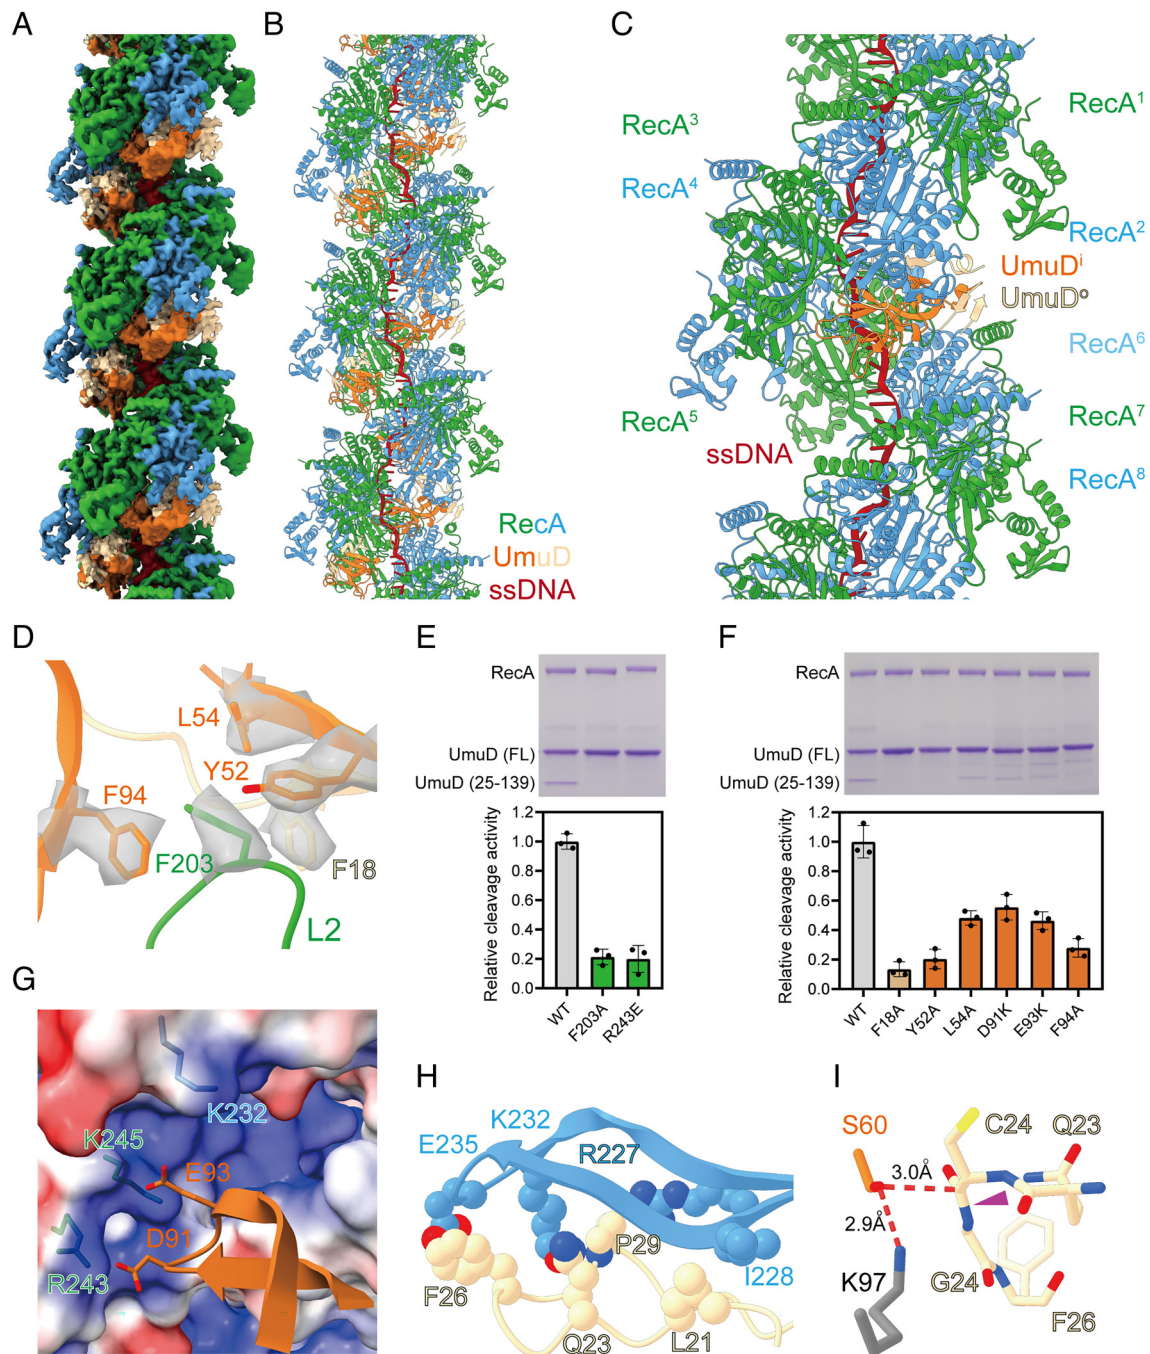 A
B
C
RecA
UmuD
ssDNA
RecA³
RecA⁴
RecA⁵
ssDNA
RecA¹
RecA²
UmuDⁱ
UmuDᵒ
RecA⁶
RecA⁷
RecA⁸
D
L54
Y52
F94
F203
F18
L2
E
RecA
UmuD (FL)
UmuD (25-139)
Relative cleavage activity
1.2
1.0
0.8
0.6
0.4
0.2
0.0
WT
F203A
R243E
F
RecA
UmuD (FL)
UmuD (25-139)
Relative cleavage activity
1.2
1.0
0.8
0.6
0.4
0.2
0.0
WT
F18A
Y52A
L54A
D91K
E93K
F94A
G
K232
K245
E93
D91
R243
H
K232
E235
R227
P29
I228
F26
Q23
L21
I
S60
C24
Q23
3.0Å
2.9Å
K97
G24
F26